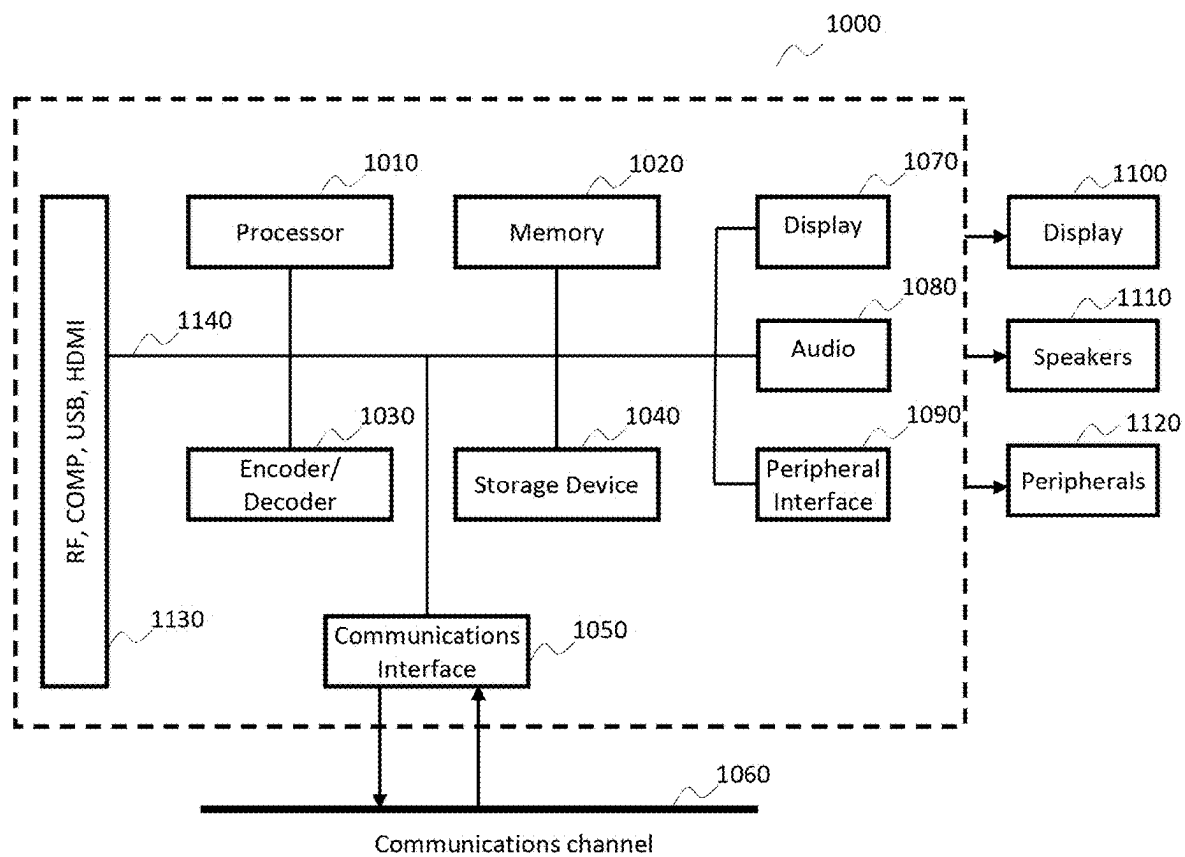 1000
1010
1020
1070
1100
Processor
Memory
Display
Display
1080
1110
1140
Audio
Speakers
RF, COMP, USB, HDMI
1030
1040
1090
1120
Encoder/
Decoder
Storage Device
Peripheral
Interface
Peripherals
1130
Communications
Interface
1050
1060
Communications channel